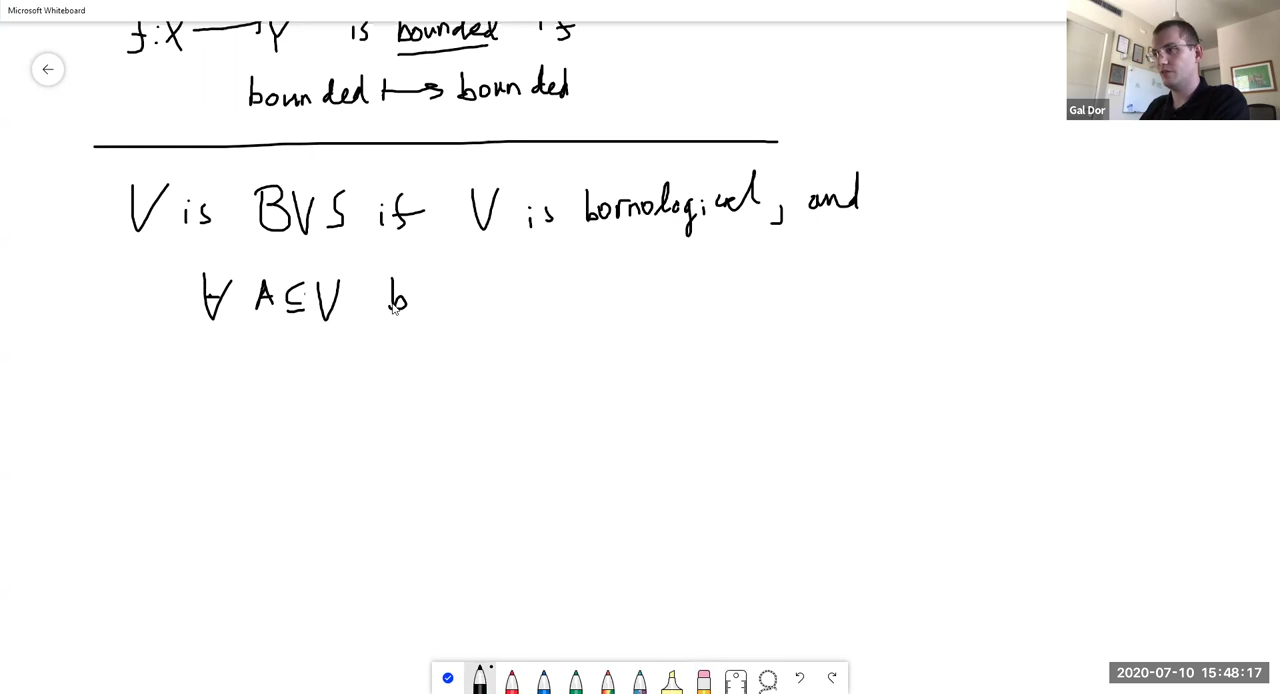 Microsoft Whiteboard
f: X → Y is bounded if
bounded ↦ bounded
Gal Dor
V is BVS if V is bornological, and
∀ A ⊆ V b
2020-07-10 15:48:17